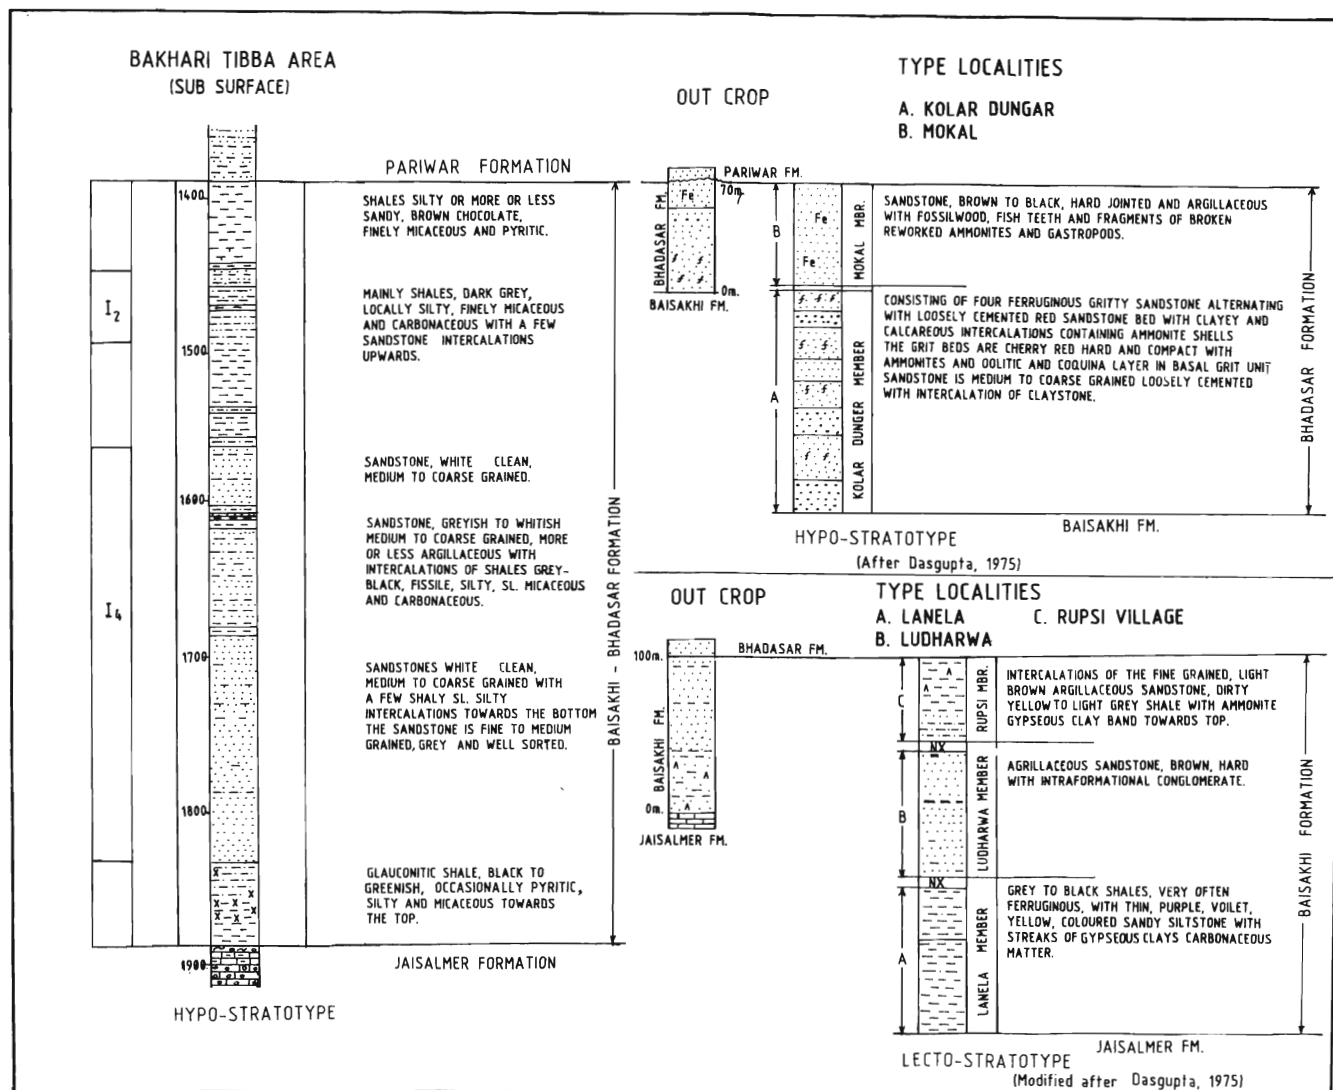 BAKHARI TIBBA AREA
(SUB SURFACE)
PARIWAR FORMATION
1400
1500
1600
1700
1800
1900
I2
I4
SHALES SILTY OR MORE OR LESS
SANDY, BROWN CHOCOLATE,
FINELY MICACEOUS AND PYRITIC.
MAINLY SHALES, DARK GREY,
LOCALLY SILTY, FINELY MICACEOUS
AND CARBONACEOUS WITH A FEW
SANDSTONE INTERCALATIONS
UPWARDS.
SANDSTONE, WHITE CLEAN,
MEDIUM TO COARSE GRAINED.
SANDSTONE, GREYISH TO WHITISH
MEDIUM TO COARSE GRAINED, MORE
OR LESS ARGILLACEOUS WITH
INTERCALATIONS OF SHALES GREY-
BLACK, FISSILE, SILTY, SL. MICACEOUS
AND CARBONACEOUS.
SANDSTONES WHITE CLEAN,
MEDIUM TO COARSE GRAINED WITH
A FEW SHALY SL. SILTY
INTERCALATIONS TOWARDS THE BOTTOM
THE SANDSTONE IS FINE TO MEDIUM
GRAINED, GREY AND WELL SORTED.
GLAUCONITIC SHALE, BLACK TO
GREENISH, OCCASIONALLY PYRITIC,
SILTY AND MICACEOUS TOWARDS
THE TOP.
BAISAKHI - BHADASAR FORMATION
JAISALMER FORMATION
HYPO-STRATOTYPE
OUT CROP
TYPE LOCALITIES
A. KOLAR DUNGAR
B. MOKAL
PARIWAR FM.
70m.
Fe
BHADASAR FM.
0m.
BAISAKHI FM.
B
Fe
Fe
MOKAL MBR.
SANDSTONE, BROWN TO BLACK, HARD JOINTED AND ARGILLACEOUS
WITH FOSSILWOOD, FISH TEETH AND FRAGMENTS OF BROKEN
REWORKED AMMONITES AND GASTROPODS.
A
KOLAR DUNGER MEMBER
CONSISTING OF FOUR FERRUGINOUS GRITTY SANDSTONE ALTERNATING
WITH LOOSELY CEMENTED RED SANDSTONE BED WITH CLAYEY AND
CALCAREOUS INTERCALATIONS CONTAINING AMMONITE SHELLS
THE GRIT BEDS ARE CHERRY RED HARD AND COMPACT WITH
AMMONITES AND OOLITIC AND COQUINA LAYER IN BASAL GRIT UNIT
SANDSTONE IS MEDIUM TO COARSE GRAINED LOOSELY CEMENTED
WITH INTERCALATION OF CLAYSTONE.
BHADASAR FORMATION
BAISAKHI FM.
HYPO-STRATOTYPE
(After Dasgupta, 1975)
OUT CROP
TYPE LOCALITIES
A. LANELA C. RUPSI VILLAGE
B. LUDHARWA
BHADASAR FM.
100m.
BAISAKHI FM.
0m.
JAISALMER FM.
C
RUPSI MBR.
INTERCALATIONS OF THE FINE GRAINED, LIGHT
BROWN ARGILLACEOUS SANDSTONE, DIRTY
YELLOW TO LIGHT GREY SHALE WITH AMMONITE
GYPSEOUS CLAY BAND TOWARDS TOP.
NX
B
LUDHARWA MEMBER
AGRILLACEOUS SANDSTONE, BROWN, HARD
WITH INTRAFORMATIONAL CONGLOMERATE.
NX
A
LANELA MEMBER
GREY TO BLACK SHALES, VERY OFTEN
FERRUGINOUS, WITH THIN, PURPLE, VOILET,
YELLOW, COLOURED SANDY SILTSTONE WITH
STREAKS OF GYPSEOUS CLAYS CARBONACEOUS
MATTER.
BAISAKHI FORMATION
JAISALMER FM.
LECTO-STRATOTYPE
(Modified after Dasgupta, 1975)